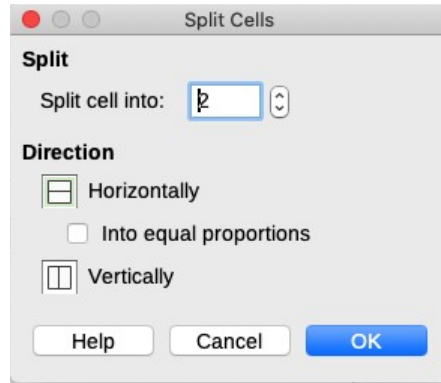 Split Cells
Split
Split cell into: 2
Direction
Horizontally
Into equal proportions
Vertically
Help Cancel OK